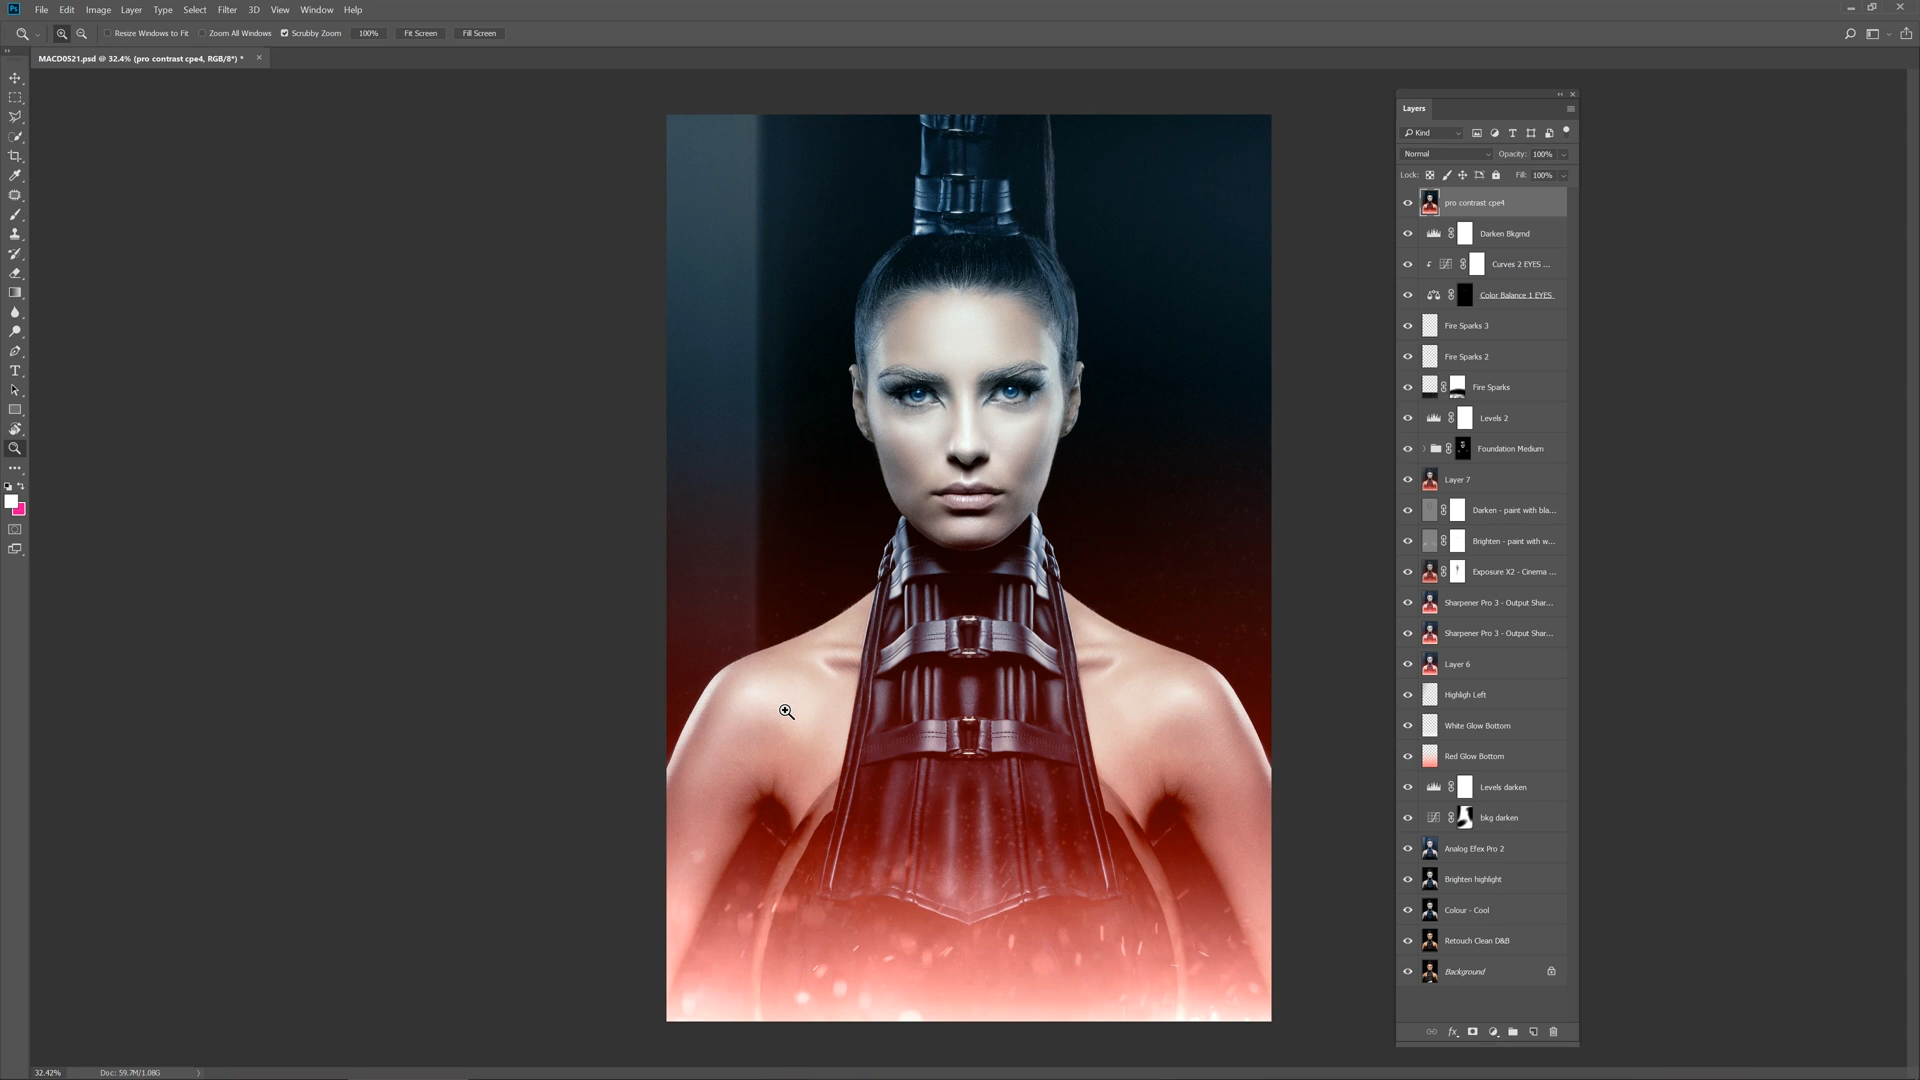 Ps File Edit Image Layer Type Select Filter 3D View Window Help
Resize Windows to Fit Zoom All Windows Scrubby Zoom 100% Fit Screen Fill Screen
MACD0521.psd @ 32.4% (pro contrast cpe4, RGB/8*) *
Layers
Kind
Normal Opacity: 100%
Lock: Fill: 100%
pro contrast cpe4
Darken Bkgrnd
Curves 2 EYES ...
Color Balance 1 EYES
Fire Sparks 3
Fire Sparks 2
Fire Sparks
Levels 2
Foundation Medium
Layer 7
Darken - paint with bla...
Brighten - paint with w...
Exposure X2 - Cinema ...
Sharpener Pro 3 - Output Shar...
Sharpener Pro 3 - Output Shar...
Layer 6
Highligh Left
White Glow Bottom
Red Glow Bottom
Levels darken
bkg darken
Analog Efex Pro 2
Brighten highlight
Colour - Cool
Retouch Clean D&B
Background
fx
32.42% Doc: 59.7M/1.08G